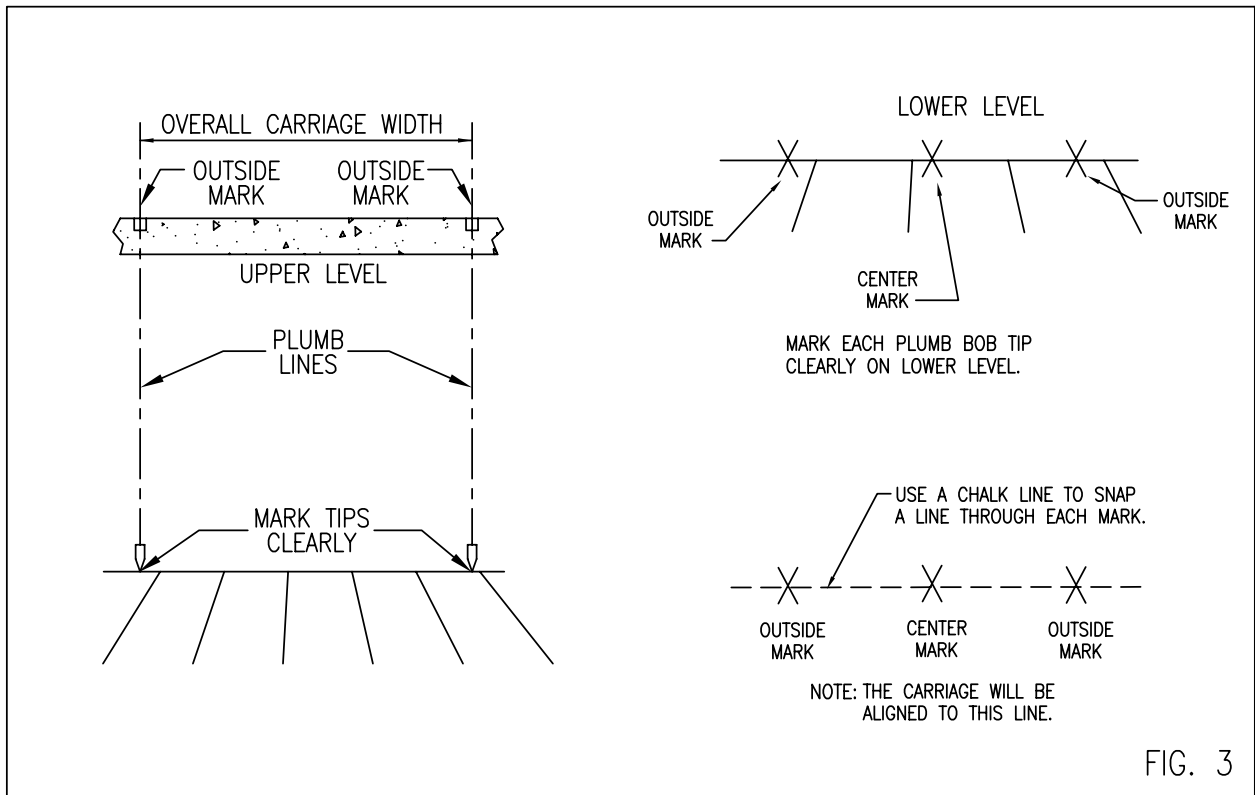 OVERALL CARRIAGE WIDTH
OUTSIDE
MARK
OUTSIDE
MARK
UPPER LEVEL
PLUMB
LINES
MARK TIPS
CLEARLY
LOWER LEVEL
OUTSIDE
MARK
CENTER
MARK
OUTSIDE
MARK
MARK EACH PLUMB BOB TIP
CLEARLY ON LOWER LEVEL.
USE A CHALK LINE TO SNAP
A LINE THROUGH EACH MARK.
OUTSIDE
MARK
CENTER
MARK
OUTSIDE
MARK
NOTE: THE CARRIAGE WILL BE
ALIGNED TO THIS LINE.
FIG. 3